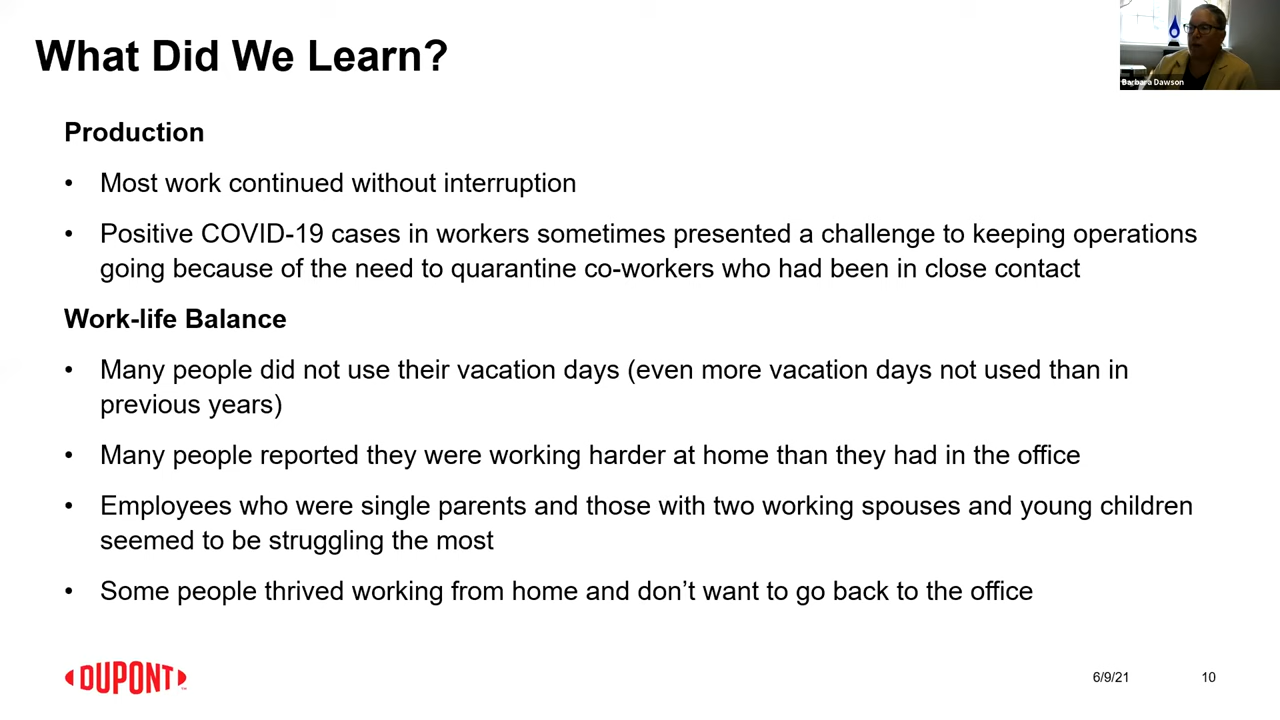 What Did We Learn?
Barbara Dawson
Production
• Most work continued without interruption
• Positive COVID-19 cases in workers sometimes presented a challenge to keeping operations
going because of the need to quarantine co-workers who had been in close contact
Work-life Balance
• Many people did not use their vacation days (even more vacation days not used than in
previous years)
• Many people reported they were working harder at home than they had in the office
• Employees who were single parents and those with two working spouses and young children
seemed to be struggling the most
• Some people thrived working from home and don’t want to go back to the office
DUPONT™
6/9/21 10